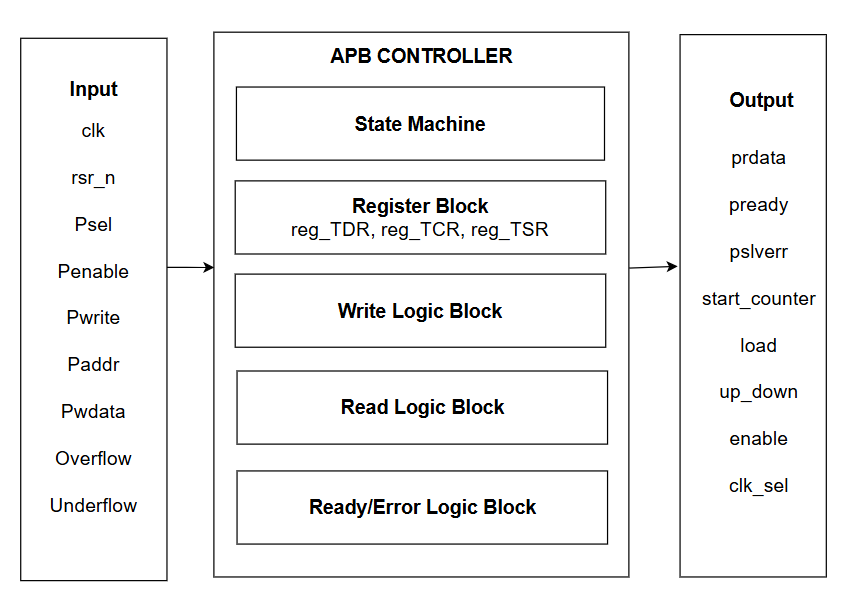 Input
clk
rsr_n
Psel
Penable
Pwrite
Paddr
Pwdata
Overflow
Underflow
APB CONTROLLER
State Machine
Register Block
reg_TDR, reg_TCR, reg_TSR
Write Logic Block
Read Logic Block
Ready/Error Logic Block
Output
prdata
pready
pslverr
start_counter
load
up_down
enable
clk_sel